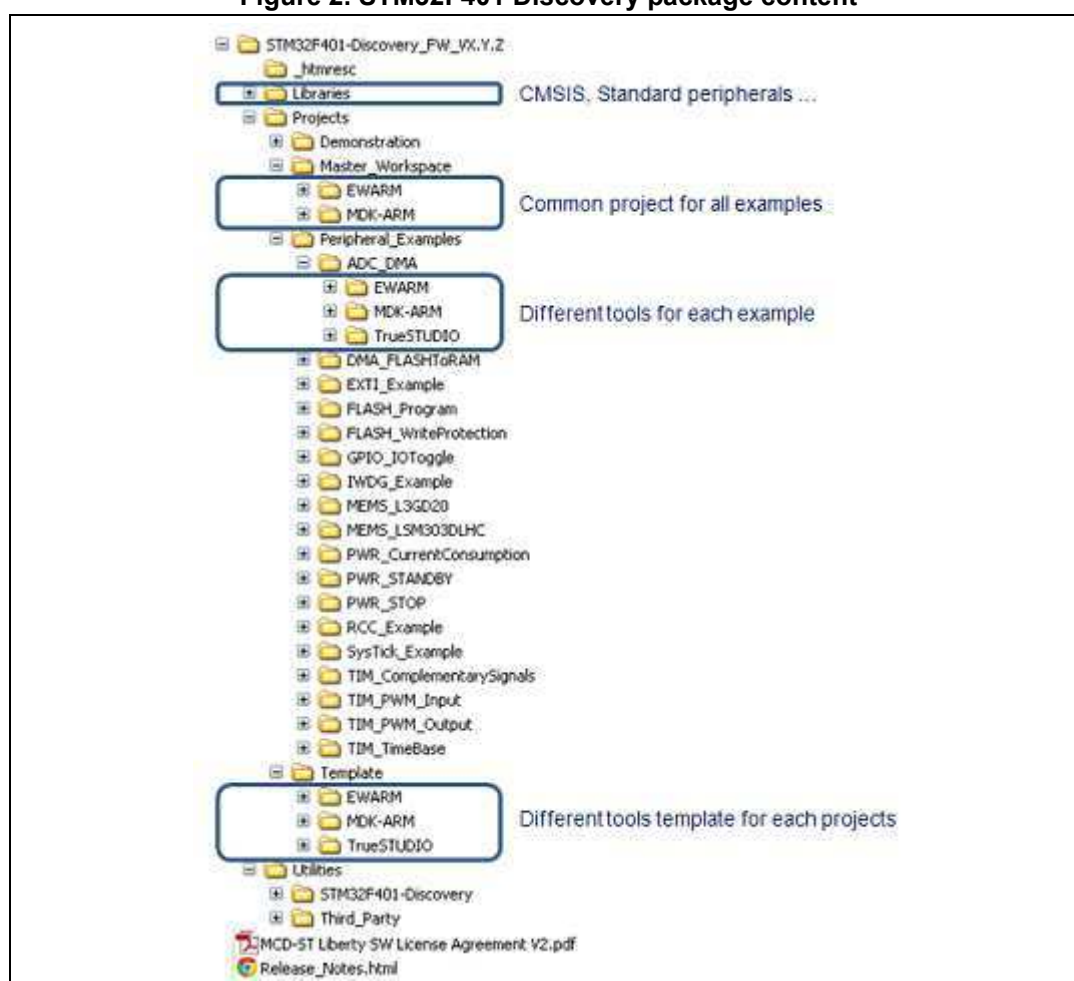 Figure 2. STM32F401 Discovery package content
STM32F401-Discovery_FW_VX.Y.Z
_htmresc
Libraries
CMSIS, Standard peripherals ...
Projects
Demonstration
Master_Workspace
EWARM
MDK-ARM
Common project for all examples
Peripheral_Examples
ADC_DMA
EWARM
MDK-ARM
TrueSTUDIO
Different tools for each example
DMA_FLASHToRAM
EXTI_Example
FLASH_Program
FLASH_WriteProtection
GPIO_IOToggle
IWDG_Example
MEMS_L3GD20
MEMS_LSM303DLHC
PWR_CurrentConsumption
PWR_STANDBY
PWR_STOP
RCC_Example
SysTick_Example
TIM_ComplementarySignals
TIM_PWM_Input
TIM_PWM_Output
TIM_TimeBase
Template
EWARM
MDK-ARM
TrueSTUDIO
Different tools template for each projects
Utilities
STM32F401-Discovery
Third_Party
MCD-ST Liberty SW License Agreement V2.pdf
Release_Notes.html